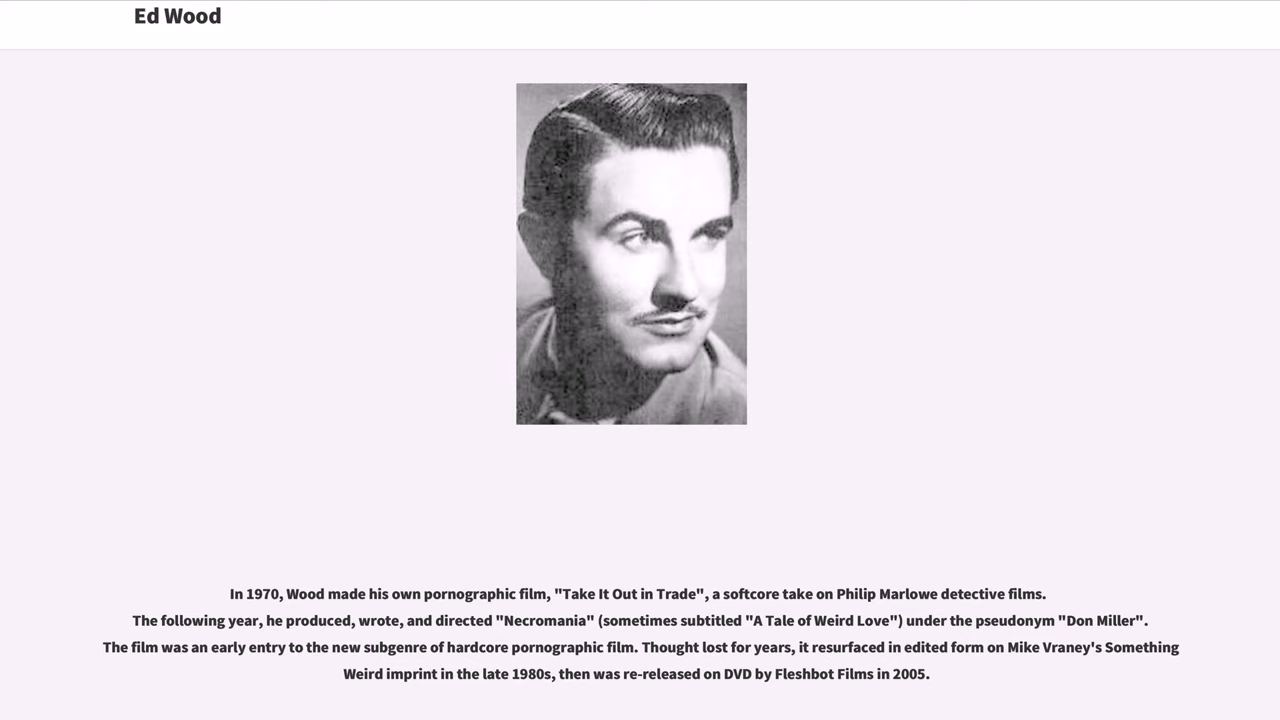 Ed Wood
In 1970, Wood made his own pornographic film, "Take It Out in Trade", a softcore take on Philip Marlowe detective films.
The following year, he produced, wrote, and directed "Necromania" (sometimes subtitled "A Tale of Weird Love") under the pseudonym "Don Miller".
The film was an early entry to the new subgenre of hardcore pornographic film. Thought lost for years, it resurfaced in edited form on Mike Vraney's Something
Weird imprint in the late 1980s, then was re-released on DVD by Fleshbot Films in 2005.